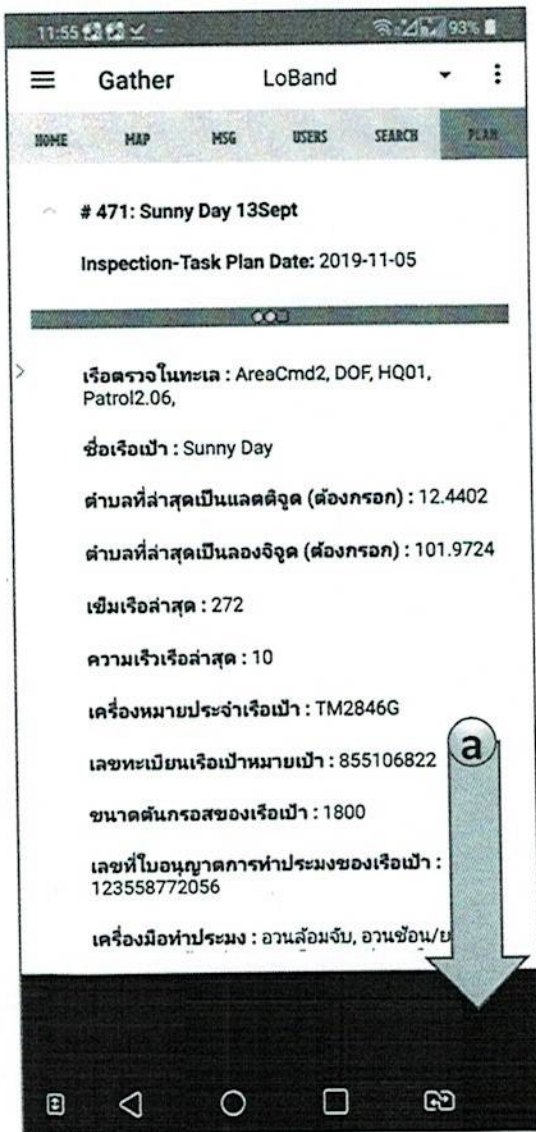 11:55 93%
Gather LoBand
HOME MAP MSG USERS SEARCH PLAN
# 471: Sunny Day 13Sept
Inspection-Task Plan Date: 2019-11-05
เรือตรวจในทะเล : AreaCmd2, DOF, HQ01,
Patrol2.06,
ชื่อเรือเป้า : Sunny Day
ตำบลที่ล่าสุดเป็นแลตติจูด (ต้องกรอก) : 12.4402
ตำบลที่ล่าสุดเป็นลองจิจูด (ต้องกรอก) : 101.9724
เข็มเรือล่าสุด : 272
ความเร็วเรือล่าสุด : 10
เครื่องหมายประจำเรือเป้า : TM2846G
เลขทะเบียนเรือเป้าหมายเป้า : 855106822
ขนาดตันกรอสของเรือเป้า : 1800
เลขที่ใบอนุญาตการทำประมงของเรือเป้า :
123558772056
เครื่องมือทำประมง : อวนล้อมจับ, อวนช้อน/ย
a